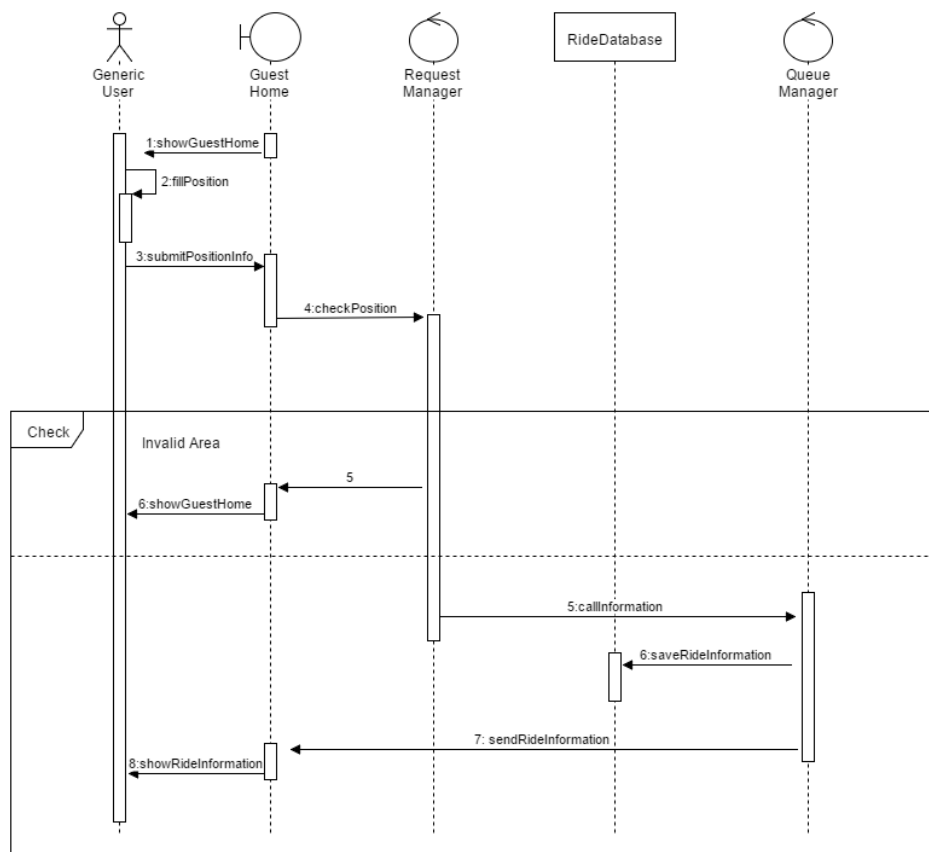 Generic
User
Guest
Home
Request
Manager
RideDatabase
Queue
Manager
1:showGuestHome
2:fillPosition
3:submitPositionInfo
4:checkPosition
Check
Invalid Area
5
6:showGuestHome
5:callInformation
6:saveRideInformation
7: sendRideInformation
8:showRideInformation